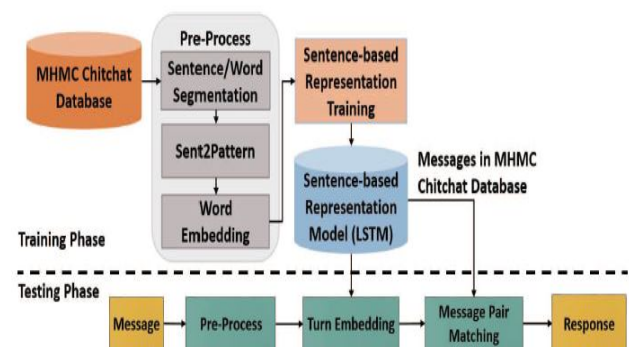 Pre-Process
MHMC Chitchat
Database
Sentence/Word
Segmentation
Sent2Pattern
Word
Embedding
Sentence-based
Representation
Training
Sentence-based
Representation
Model (LSTM)
Messages in MHMC
Chitchat Database
Training Phase
Testing Phase
Message
Pre-Process
Turn Embedding
Message Pair
Matching
Response